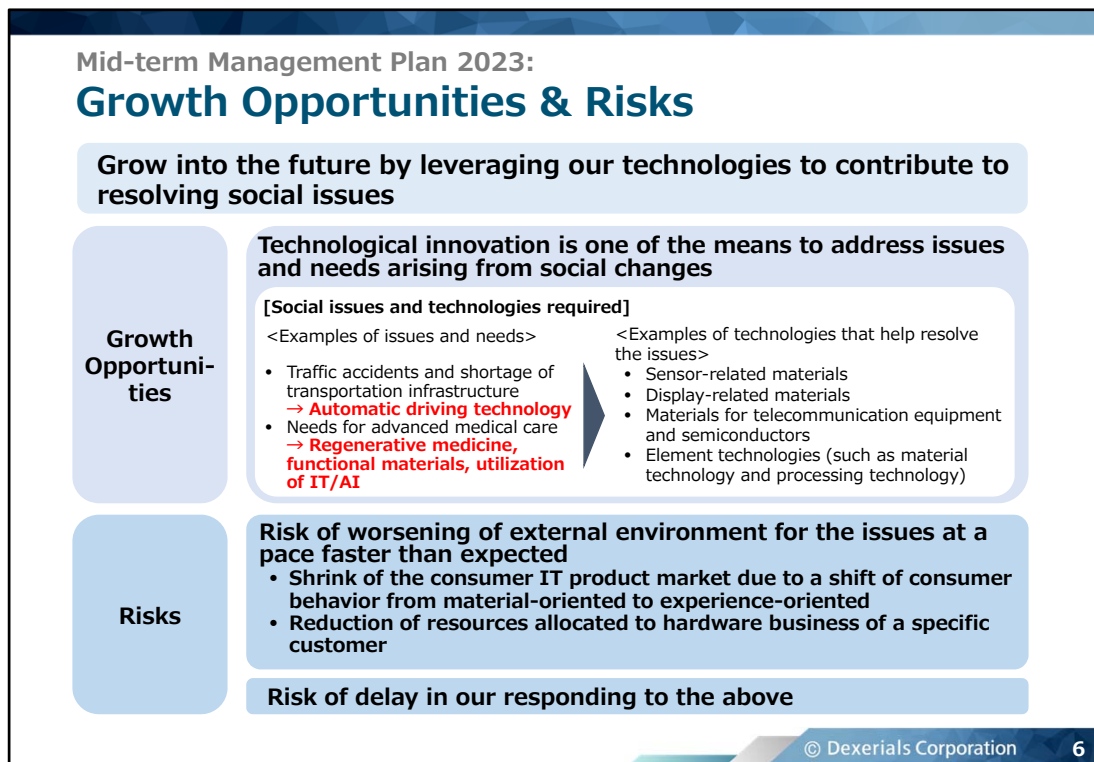 Mid-term Management Plan 2023:
Growth Opportunities & Risks
Grow into the future by leveraging our technologies to contribute to
resolving social issues
Growth
Opportuni-
ties
Technological innovation is one of the means to address issues
and needs arising from social changes
[Social issues and technologies required]
<Examples of issues and needs>
• Traffic accidents and shortage of
transportation infrastructure
→ Automatic driving technology
• Needs for advanced medical care
→ Regenerative medicine,
functional materials, utilization
of IT/AI
<Examples of technologies that help resolve
the issues>
• Sensor-related materials
• Display-related materials
• Materials for telecommunication equipment
and semiconductors
• Element technologies (such as material
technology and processing technology)
Risks
Risk of worsening of external environment for the issues at a
pace faster than expected
• Shrink of the consumer IT product market due to a shift of consumer
behavior from material-oriented to experience-oriented
• Reduction of resources allocated to hardware business of a specific
customer
Risk of delay in our responding to the above
© Dexerials Corporation 6